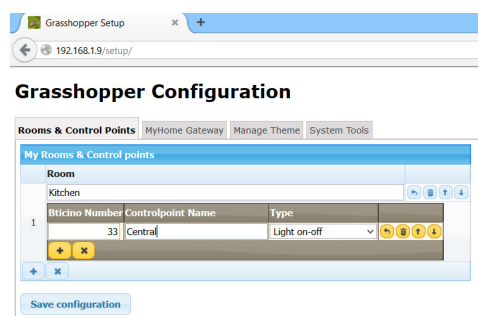 Grasshopper Setup
192.168.1.9/setup/
Grasshopper Configuration
Rooms & Control Points MyHome Gateway Manage Theme System Tools
My Rooms & Control points
Room
Kitchen
Bticino Number Controlpoint Name Type
1
33 Central Light on-off
Save configuration